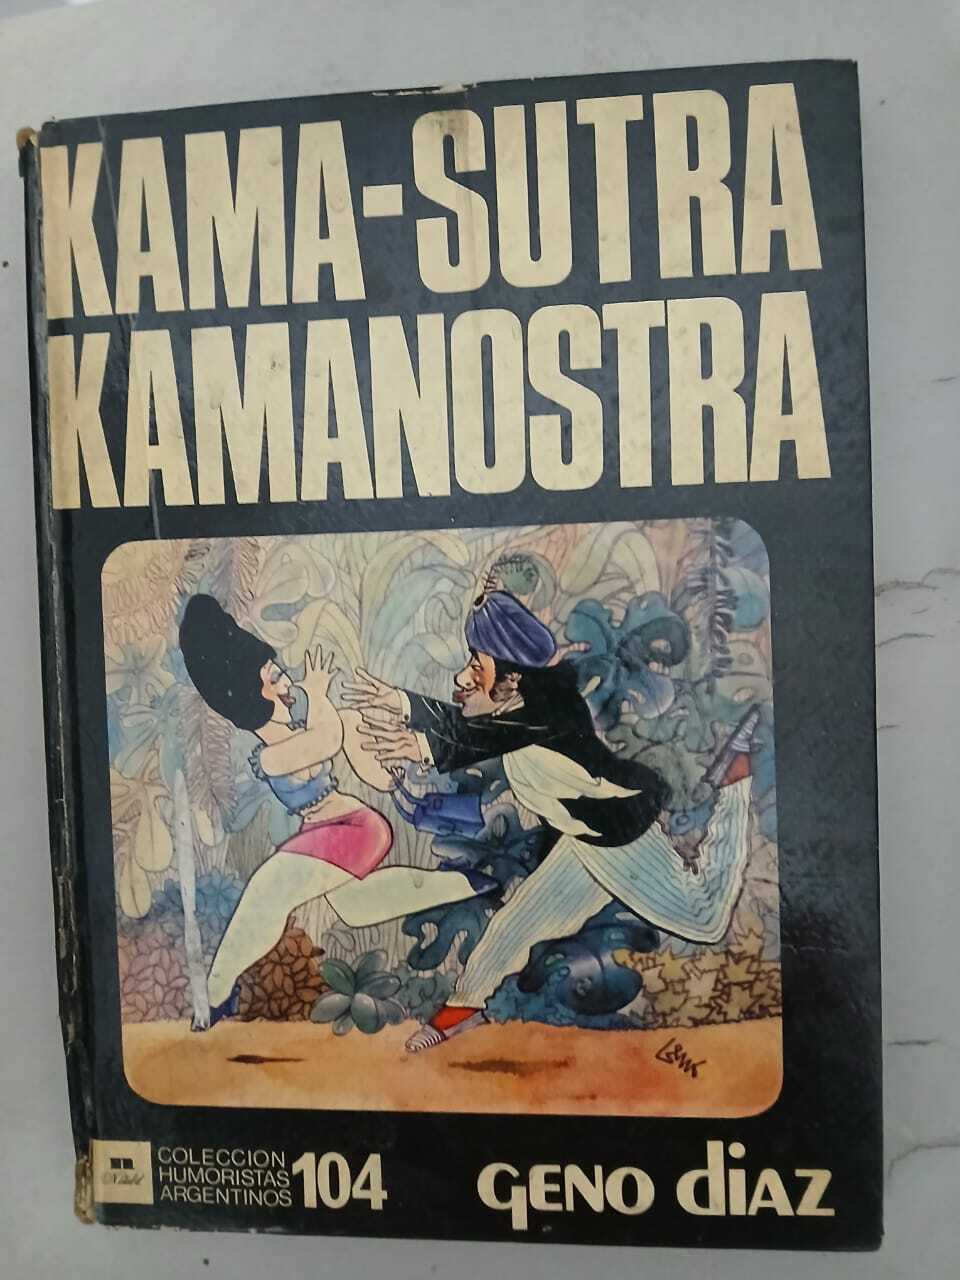 KAMA-SUTRA
KAMANOSTRA
COLECCION
HUMORISTAS
ARGENTINOS
104
GENO DIAZ